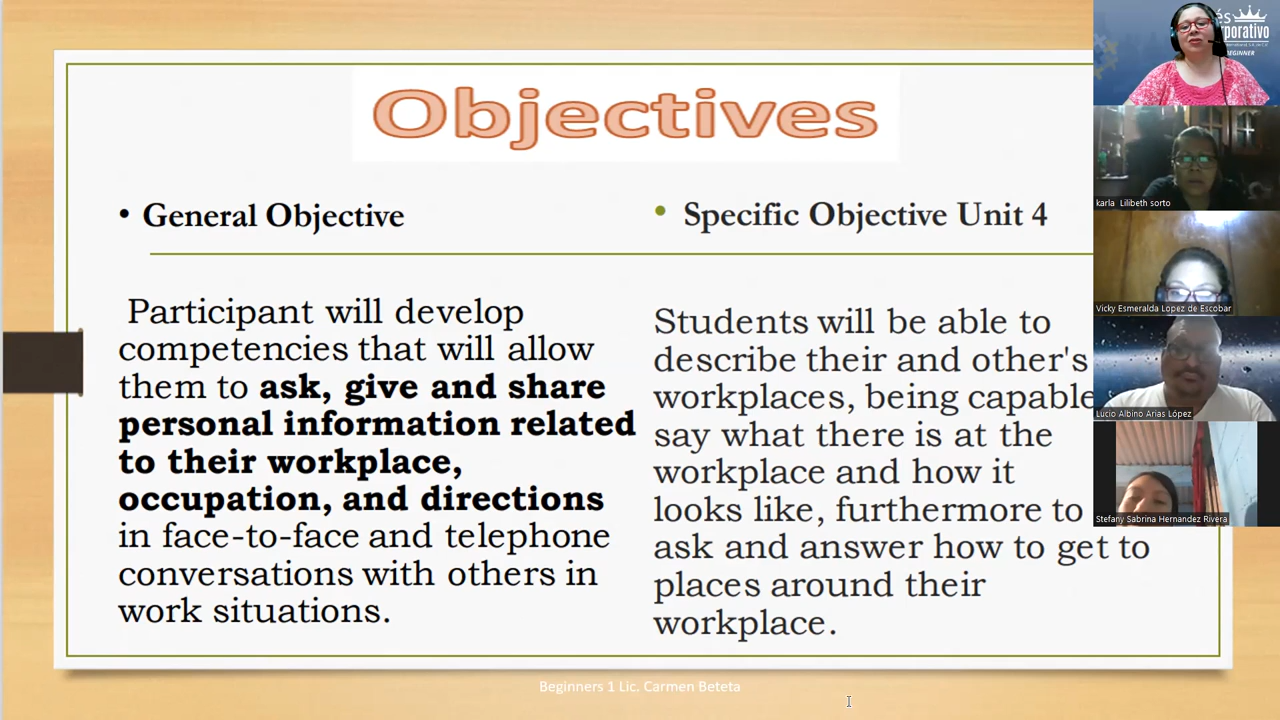 Objectives
• General Objective
Participant will develop
competencies that will allow
them to ask, give and share
personal information related
to their workplace,
occupation, and directions
in face-to-face and telephone
conversations with others in
work situations.
• Specific Objective Unit 4
Students will be able to
describe their and other's
workplaces, being capable
say what there is at the
workplace and how it
looks like, furthermore to
ask and answer how to get to
places around their
workplace.
Beginners 1 Lic. Carmen Beteta
és
porativo
BEGINNER
karla Lilibeth sorto
Vicky Esmeralda Lopez de Escobar
Lucio Albino Arias López
Stefany Sabrina Hernandez Rivera